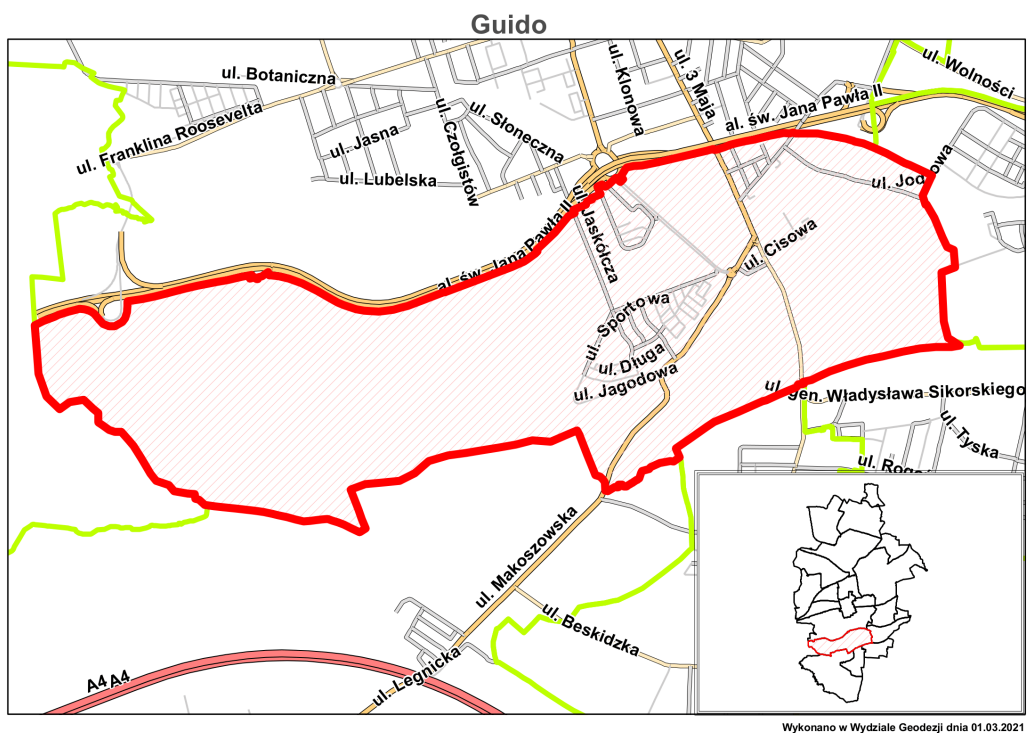 Guido
ul. Botaniczna
ul. Franklina Roosevelta
ul. Jasna
ul. Lubelska
ul. Czołgistów
ul. Słoneczna
ul. Klonowa
ul. 3 Maja
al. św. Jana Pawła II
ul. Wolności
ul. Jodłowa
ul. Jaskółcza
al. św. Jana Pawła II
ul. Cisowa
ul. Sportowa
ul. Długa
ul. Jagodowa
ul. gen. Władysława Sikorskiego
ul. Tyska
ul.
ul. Makoszowska
ul. Beskidzka
ul. Legnicka
A4 A4
Wykonano w Wydziale Geodezji dnia 01.03.2021